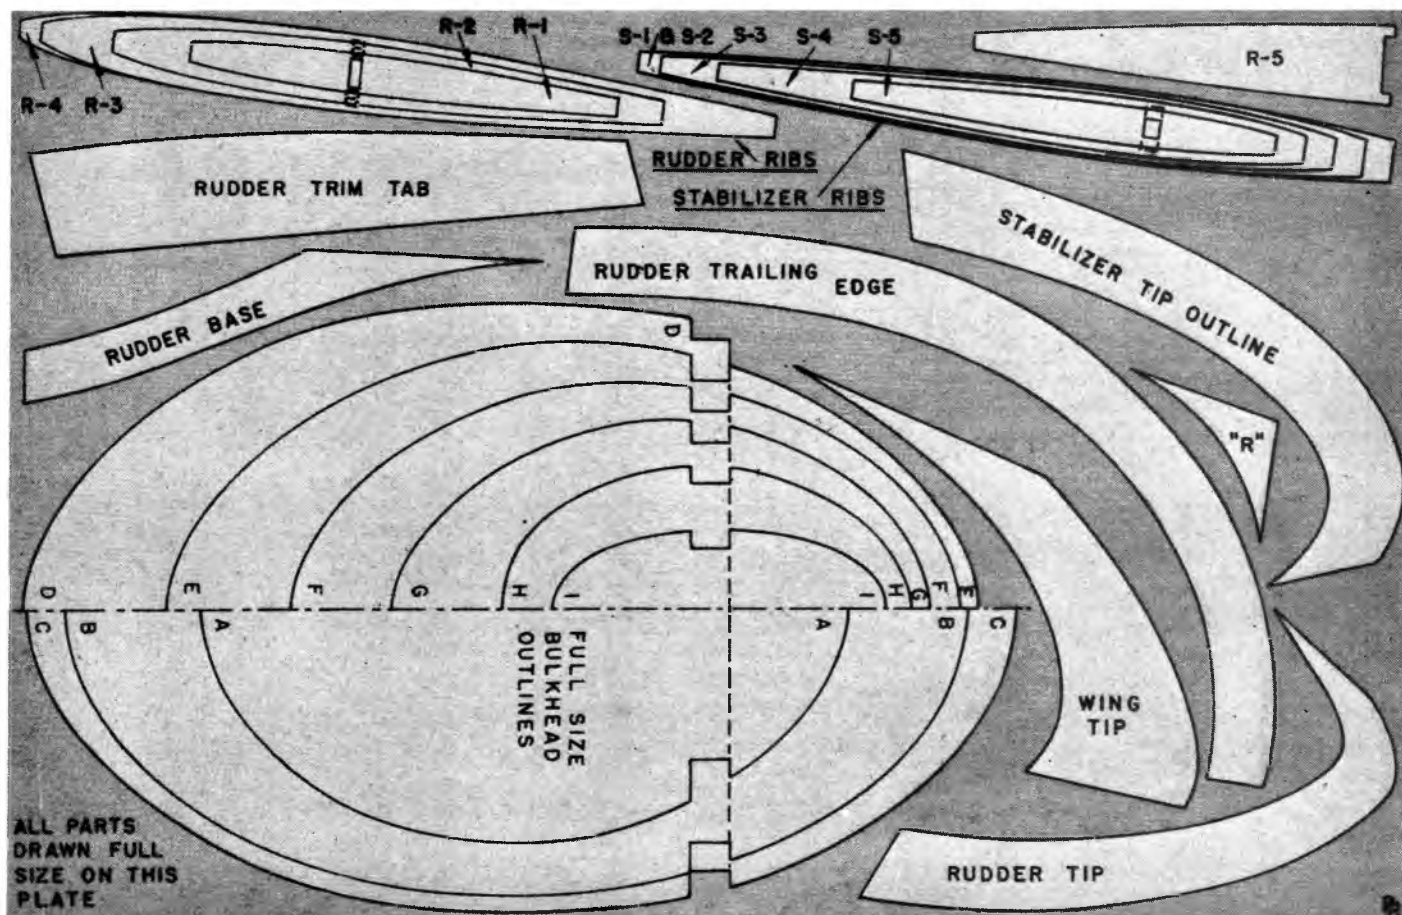 R-2
R-1
R-4
R-3
S-1 & S-2
S-3
S-4
S-5
R-5
RUDDER RIBS
STABILIZER RIBS
RUDDER TRIM TAB
RUDDER BASE
RUDDER TRAILING
EDGE
STABILIZER TIP OUTLINE
"R"
D
D
E
F
G
H
I
I
H
G
F
E
C
B
A
A
B
C
FULL SIZE
BULKHEAD
OUTLINES
WING
TIP
RUDDER TIP
ALL PARTS
DRAWN FULL
SIZE ON THIS
PLATE